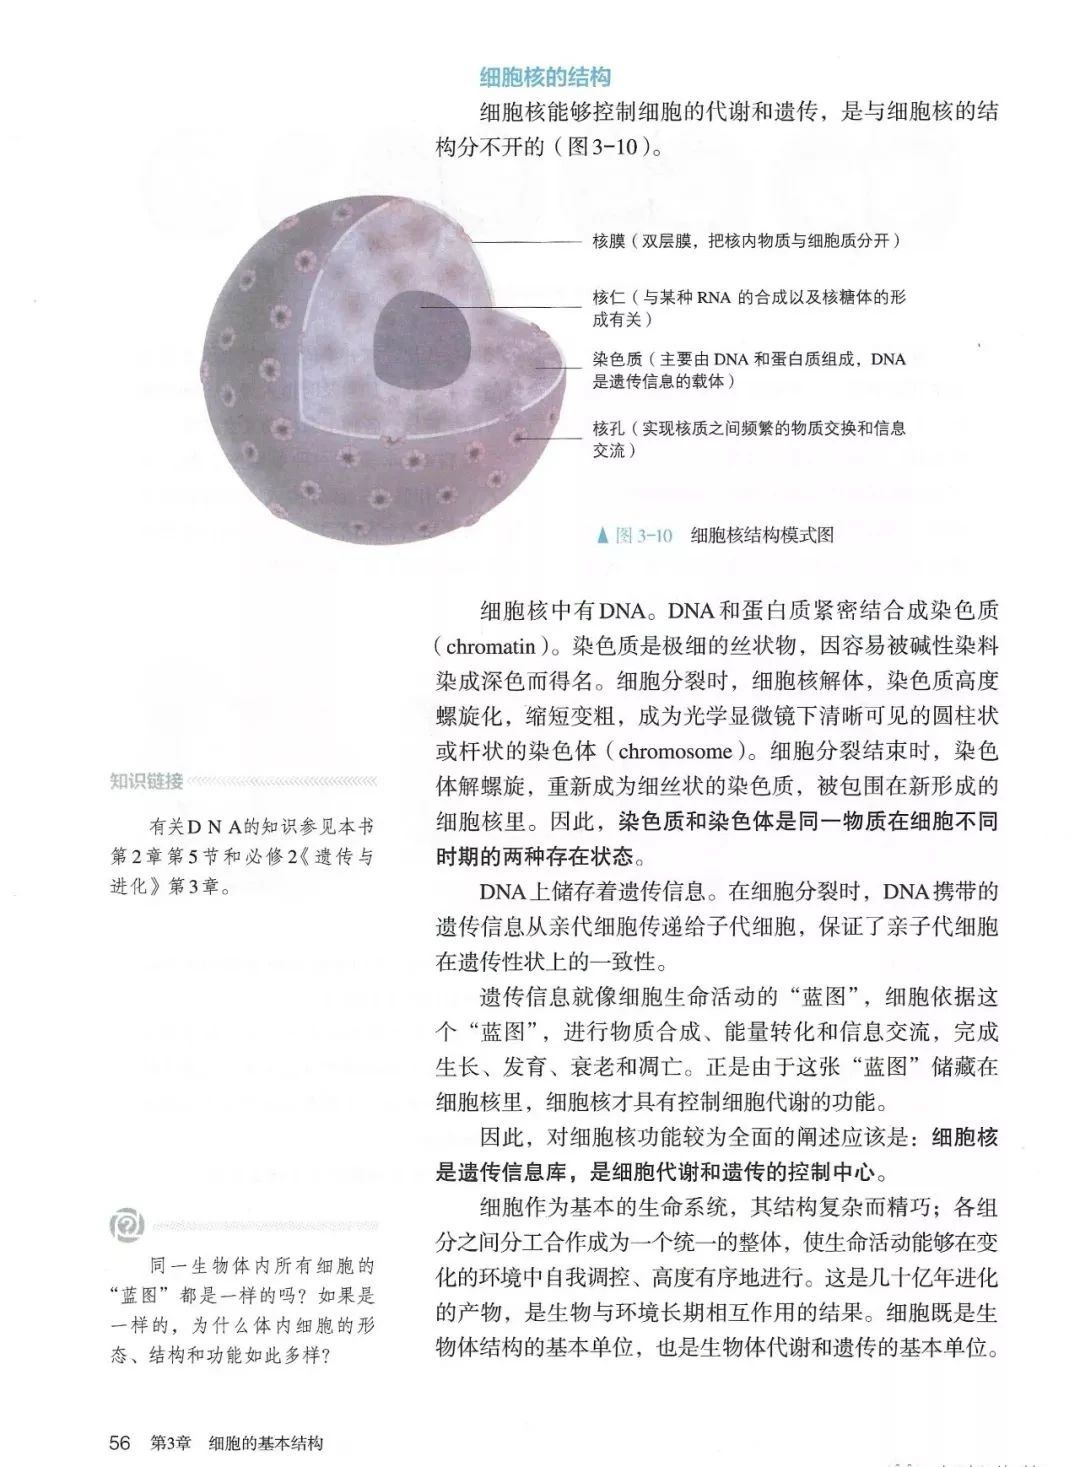 细胞核的结构
细胞核能够控制细胞的代谢和遗传，是与细胞核的结
构分不开的（图3-10）。
核膜（双层膜，把核内物质与细胞质分开）
核仁（与某种 RNA 的合成以及核糖体的形
成有关）
染色质（主要由 DNA 和蛋白质组成，DNA
是遗传信息的载体）
核孔（实现核质之间频繁的物质交换和信息
交流）
▲图 3-10 细胞核结构模式图
细胞核中有DNA。DNA和蛋白质紧密结合成染色质
（chromatin）。染色质是极细的丝状物，因容易被碱性染料
染成深色而得名。细胞分裂时，细胞核解体，染色质高度
螺旋化，缩短变粗，成为光学显微镜下清晰可见的圆柱状
或杆状的染色体（chromosome）。细胞分裂结束时，染色
体解螺旋，重新成为细丝状的染色质，被包围在新形成的
细胞核里。因此，染色质和染色体是同一物质在细胞不同
时期的两种存在状态。
DNA上储存着遗传信息。在细胞分裂时，DNA携带的
遗传信息从亲代细胞传递给子代细胞，保证了亲子代细胞
在遗传性状上的一致性。
遗传信息就像细胞生命活动的“蓝图”，细胞依据这
个“蓝图”，进行物质合成、能量转化和信息交流，完成
生长、发育、衰老和凋亡。正是由于这张“蓝图”储藏在
细胞核里，细胞核才具有控制细胞代谢的功能。
因此，对细胞核功能较为全面的阐述应该是：细胞核
是遗传信息库，是细胞代谢和遗传的控制中心。
细胞作为基本的生命系统，其结构复杂而精巧；各组
分之间分工合作成为一个统一的整体，使生命活动能够在变
化的环境中自我调控、高度有序地进行。这是几十亿年进化
的产物，是生物与环境长期相互作用的结果。细胞既是生
物体结构的基本单位，也是生物体代谢和遗传的基本单位。
知识链接
有关D N A的知识参见本书
第2章第5节和必修2《遗传与
进化》第3章。
?
同一生物体内所有细胞的
“蓝图”都是一样的吗？如果是
一样的，为什么体内细胞的形
态、结构和功能如此多样？
56 第3章 细胞的基本结构